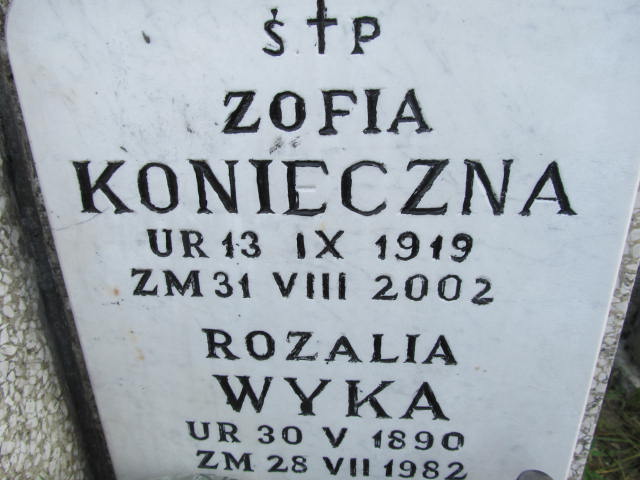 Ś † P
ZOFIA
KONIECZNA
UR 13 IX 1919
ZM 31 VIII 2002
ROZALIA
WYKA
UR 30 V 1890
ZM 28 VII 1982